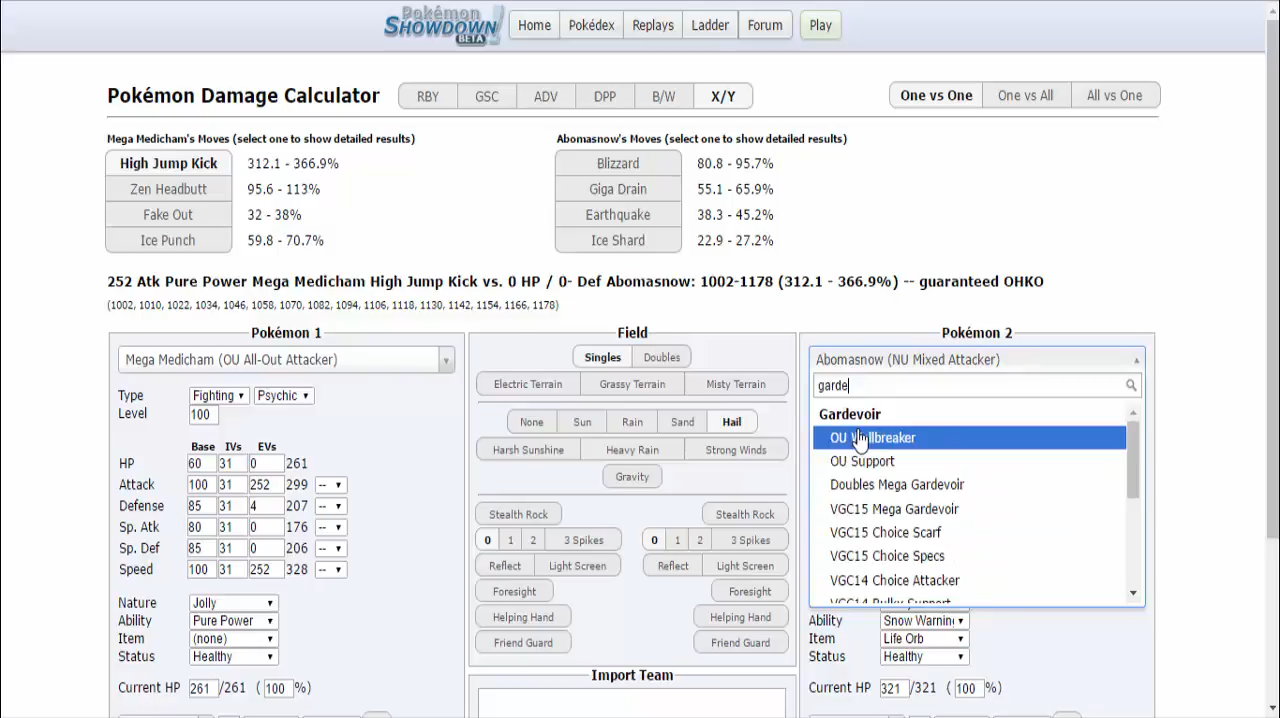 Pokémon
SHOWDOWN
BETA
Home Pokédex Replays Ladder Forum Play
Pokémon Damage Calculator RBY GSC ADV DPP B/W X/Y One vs One One vs All All vs One
Mega Medicham's Moves (select one to show detailed results) Abomasnow's Moves (select one to show detailed results)
High Jump Kick 312.1 - 366.9% Blizzard 80.8 - 95.7%
Zen Headbutt 95.6 - 113% Giga Drain 55.1 - 65.9%
Fake Out 32 - 38% Earthquake 38.3 - 45.2%
Ice Punch 59.8 - 70.7% Ice Shard 22.9 - 27.2%
252 Atk Pure Power Mega Medicham High Jump Kick vs. 0 HP / 0- Def Abomasnow: 1002-1178 (312.1 - 366.9%) -- guaranteed OHKO
(1002, 1010, 1022, 1034, 1046, 1058, 1070, 1082, 1094, 1106, 1118, 1130, 1142, 1154, 1166, 1178)
Pokémon 1
Mega Medicham (OU All-Out Attacker)
Type Fighting Psychic
Level 100
Base IVs EVs
HP 60 31 0 261
Attack 100 31 252 299 --
Defense 85 31 4 207 --
Sp. Atk 80 31 0 176 --
Sp. Def 85 31 0 206 --
Speed 100 31 252 328 --
Nature Jolly
Ability Pure Power
Item (none)
Status Healthy
Current HP 261 /261 ( 100 %)
Field
Singles Doubles
Electric Terrain Grassy Terrain Misty Terrain
None Sun Rain Sand Hail
Harsh Sunshine Heavy Rain Strong Winds
Gravity
Stealth Rock Stealth Rock
0 1 2 3 Spikes 0 1 2 3 Spikes
Reflect Light Screen Reflect Light Screen
Foresight Foresight
Helping Hand Helping Hand
Friend Guard Friend Guard
Import Team
Pokémon 2
Abomasnow (NU Mixed Attacker)
garde
Gardevoir
OU
OU Support
Doubles Mega Gardevoir
VGC15 Mega Gardevoir
VGC15 Choice Scarf
VGC15 Choice Specs
VGC14 Choice Attacker
VGC14 Bulky Support
Ability Snow Warning
Item Life Orb
Status Healthy
Current HP 321 /321 ( 100 %)